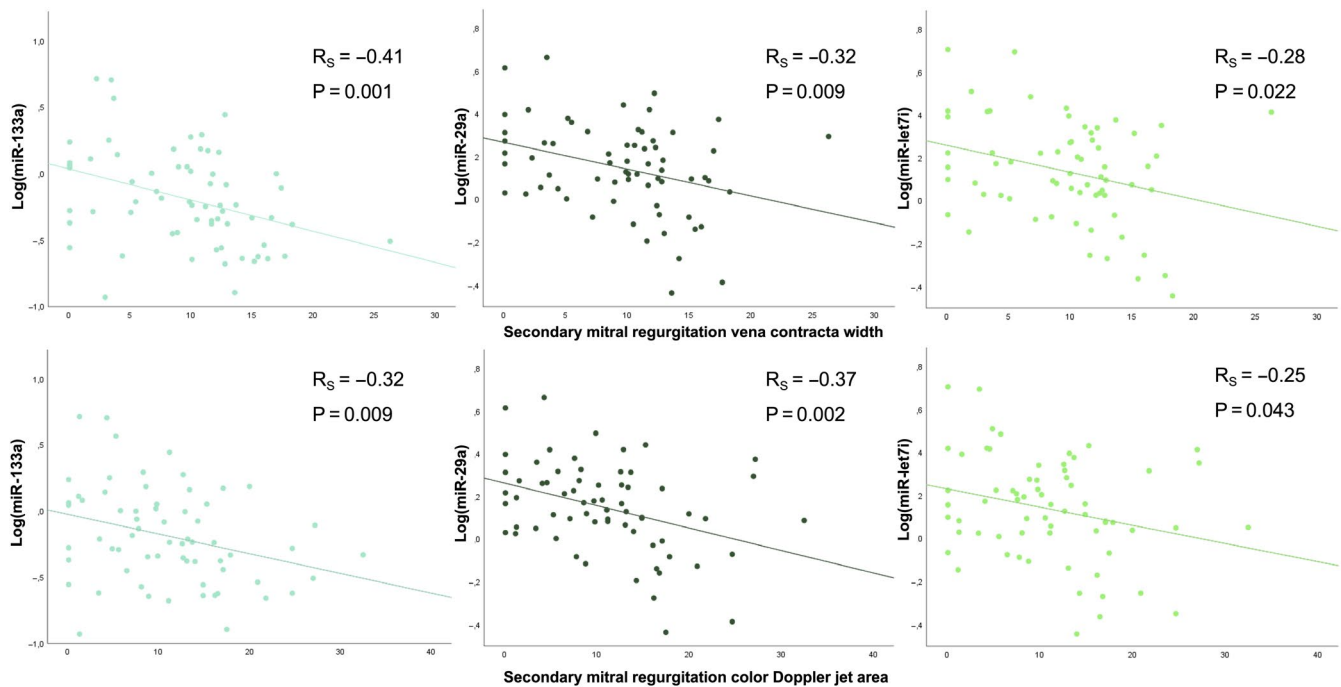 1,0
,5
,0
-,5
-1,0
Log(miR-133a)
R_S = −0.41
P = 0.001
0 5 10 15 20 25 30
,8
,6
,4
,2
0
-,2
-,4
Log(miR-29a)
R_S = −0.32
P = 0.009
0 5 10 15 20 25 30
,8
,6
,4
,2
0
-,2
-,4
Log(miR-let7i)
R_S = −0.28
P = 0.022
0 5 10 15 20 25 30
Secondary mitral regurgitation vena contracta width
1,0
,5
,0
-,5
-1,0
Log(miR-133a)
R_S = −0.32
P = 0.009
0 10 20 30 40
,8
,6
,4
,2
0
-,2
-,4
Log(miR-29a)
R_S = −0.37
P = 0.002
0 10 20 30 40
,8
,6
,4
,2
0
-,2
-,4
Log(miR-let7i)
R_S = −0.25
P = 0.043
0 10 20 30 40
Secondary mitral regurgitation color Doppler jet area